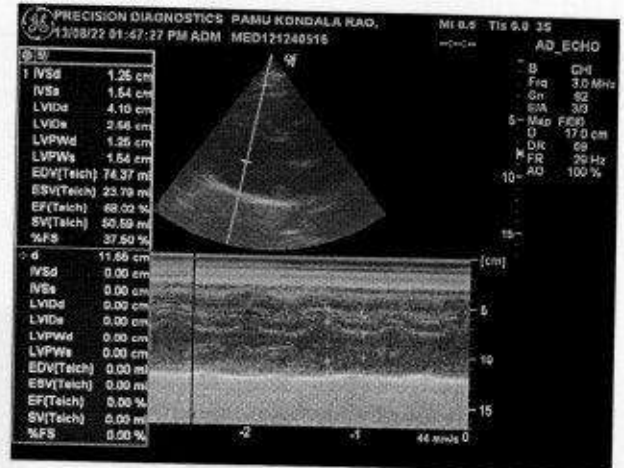 PRECISION DIAGNOSTICS PAMU KONDALA RAO,
13/08/22 01:57:27 PM ADM MED121240516
MI 0.5 TIs 0.0 3S
AD_ECHO
B CHI
Frq 3.0 MHz
Gn 62
E/A 3/3
Map F/C/0
D 17.0 cm
DR 69
FR 29 Hz
AO 100 %
1 IVSd 1.25 cm
IVSs 1.54 cm
LVIDd 4.10 cm
LVIDs 2.56 cm
LVPWd 1.25 cm
LVPWs 1.54 cm
EDV(Teich) 74.37 ml
ESV(Teich) 23.79 ml
EF(Teich) 68.02 %
SV(Teich) 50.59 ml
%FS 37.50 %
5
10
15
d 11.66 cm
IVSd 0.00 cm
IVSs 0.00 cm
LVIDd 0.00 cm
LVIDs 0.00 cm
LVPWd 0.00 cm
LVPWs 0.00 cm
EDV(Teich) 0.00 ml
ESV(Teich) 0.00 ml
EF(Teich) 0.00 %
SV(Teich) 0.00 ml
%FS 0.00 %
[cm]
5
10
15
-2 -1 44 mm/s 0